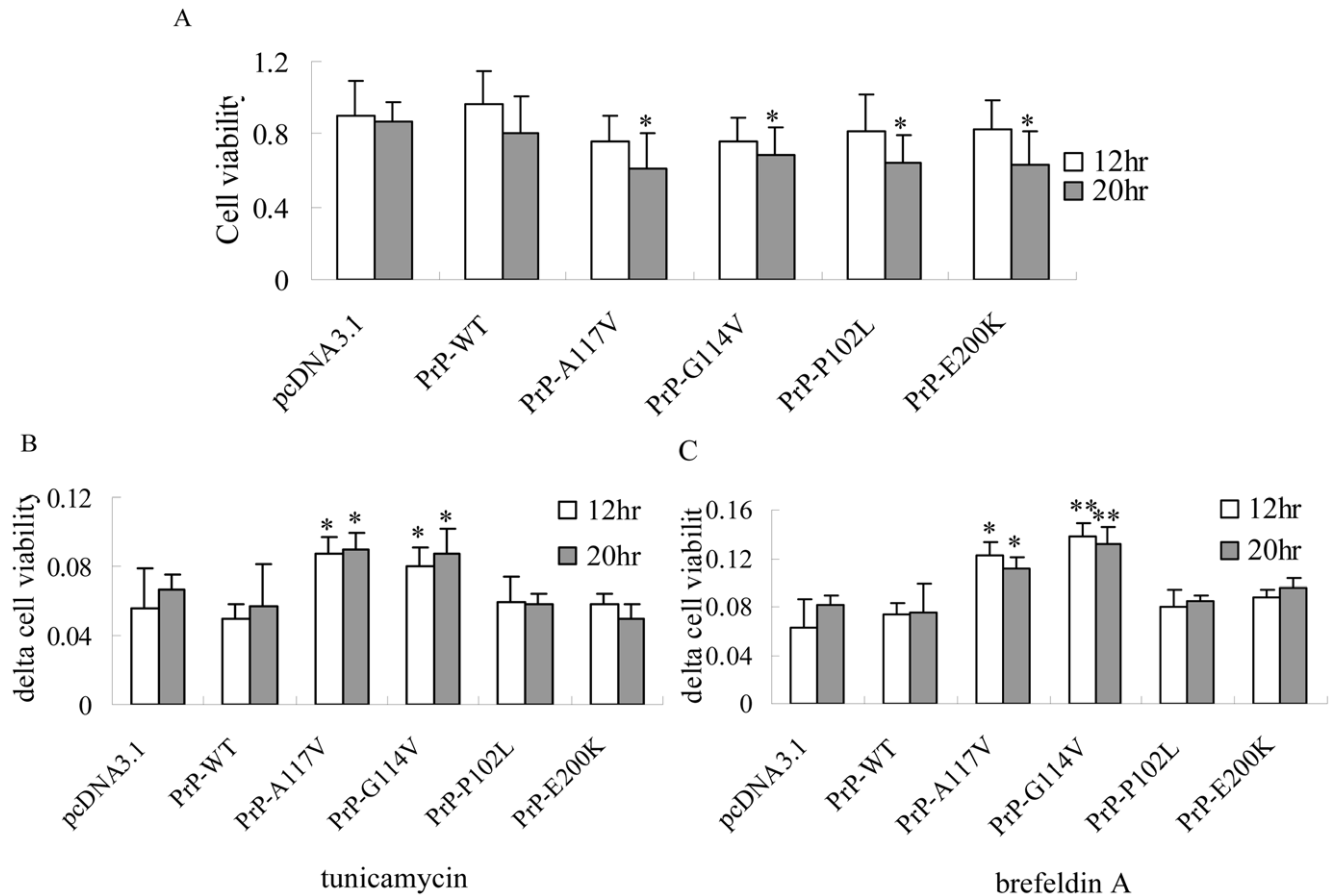 A
Cell viability
1.2
0.8
0.4
0
* * * *
12hr
20hr
pcDNA3.1
PrP-WT
PrP-A117V
PrP-G114V
PrP-P102L
PrP-E200K
B
delta cell viability
0.12
0.08
0.04
0
* * * *
12hr
20hr
pcDNA3.1
PrP-WT
PrP-A117V
PrP-G114V
PrP-P102L
PrP-E200K
tunicamycin
C
delta cell viabilit
0.16
0.12
0.08
0.04
0
* * ** **
12hr
20hr
pcDNA3.1
PrP-WT
PrP-A117V
PrP-G114V
PrP-P102L
PrP-E200K
brefeldin A